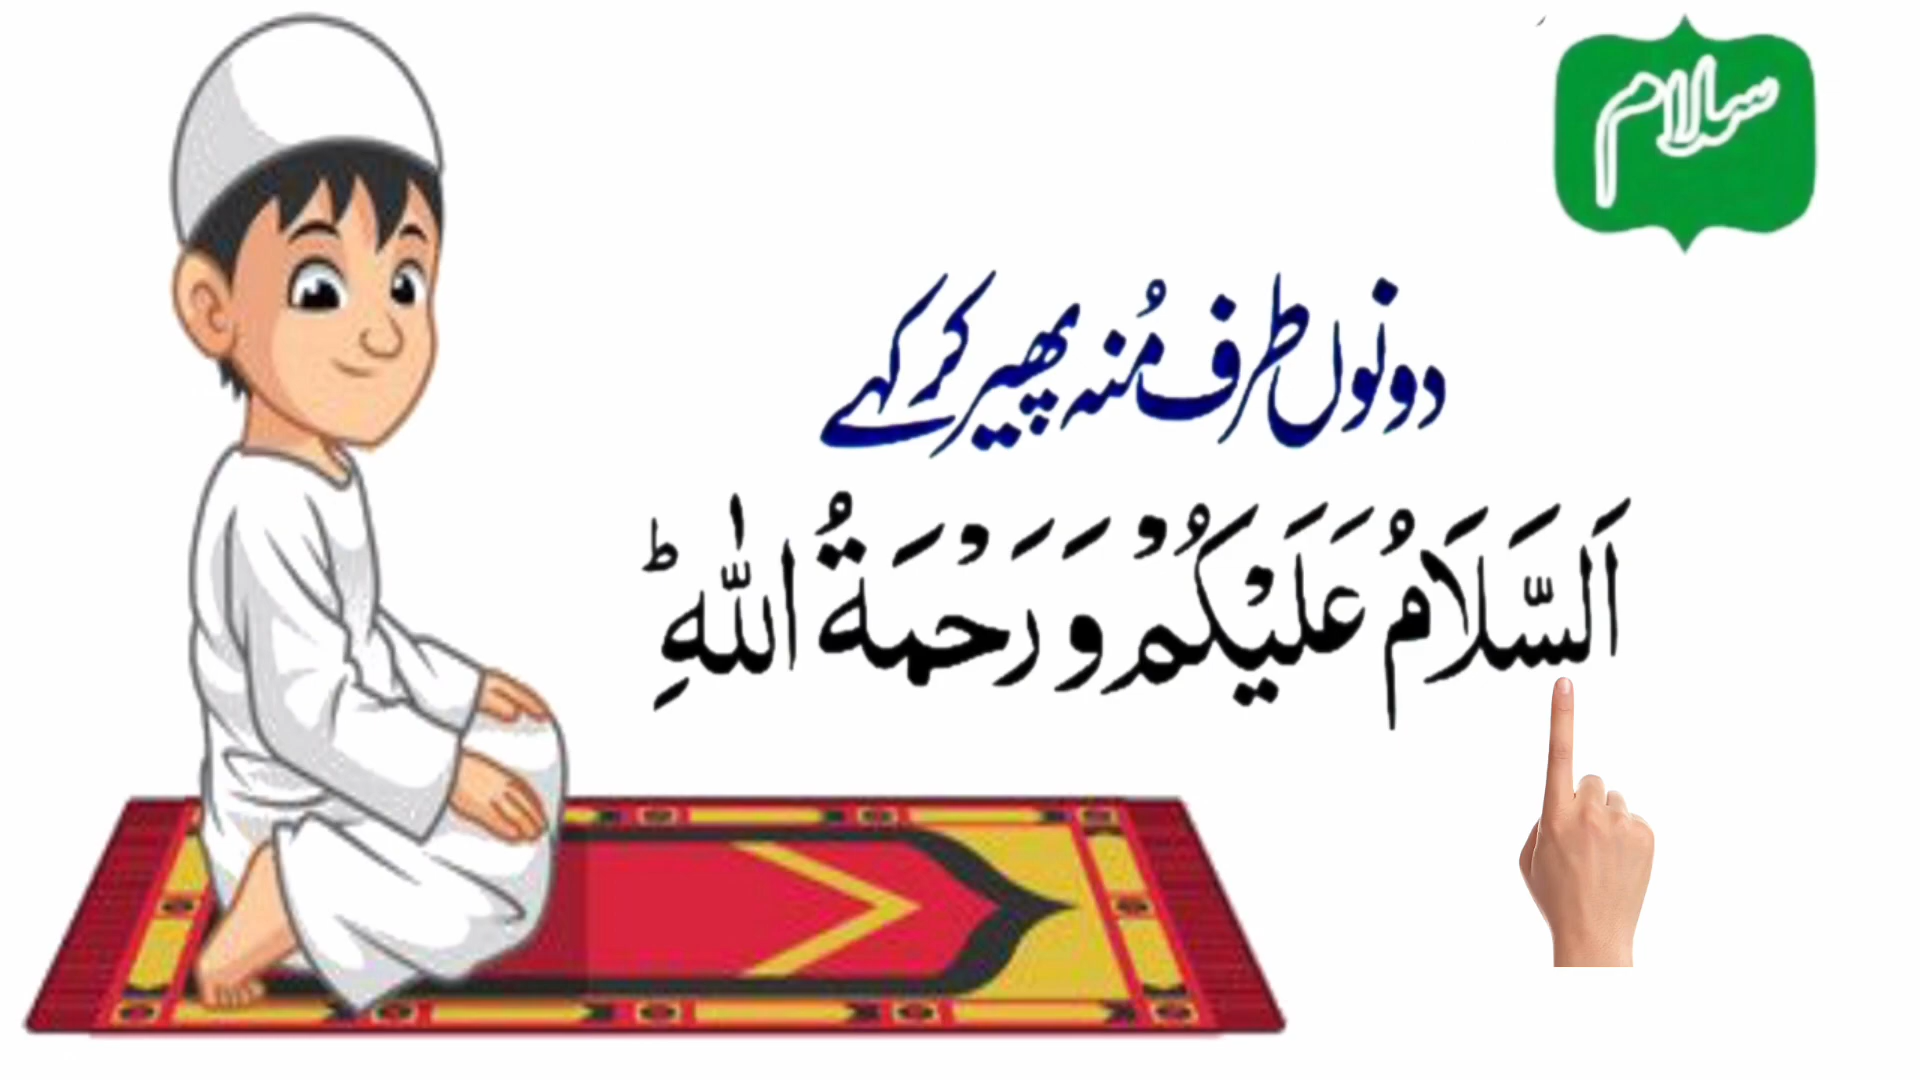 سلام
دونوں طرف مُنہ پھیر کر کہے
اَلسَّلَامُ عَلَيْكُمْ وَرَحْمَةُ اللّٰهِؕ